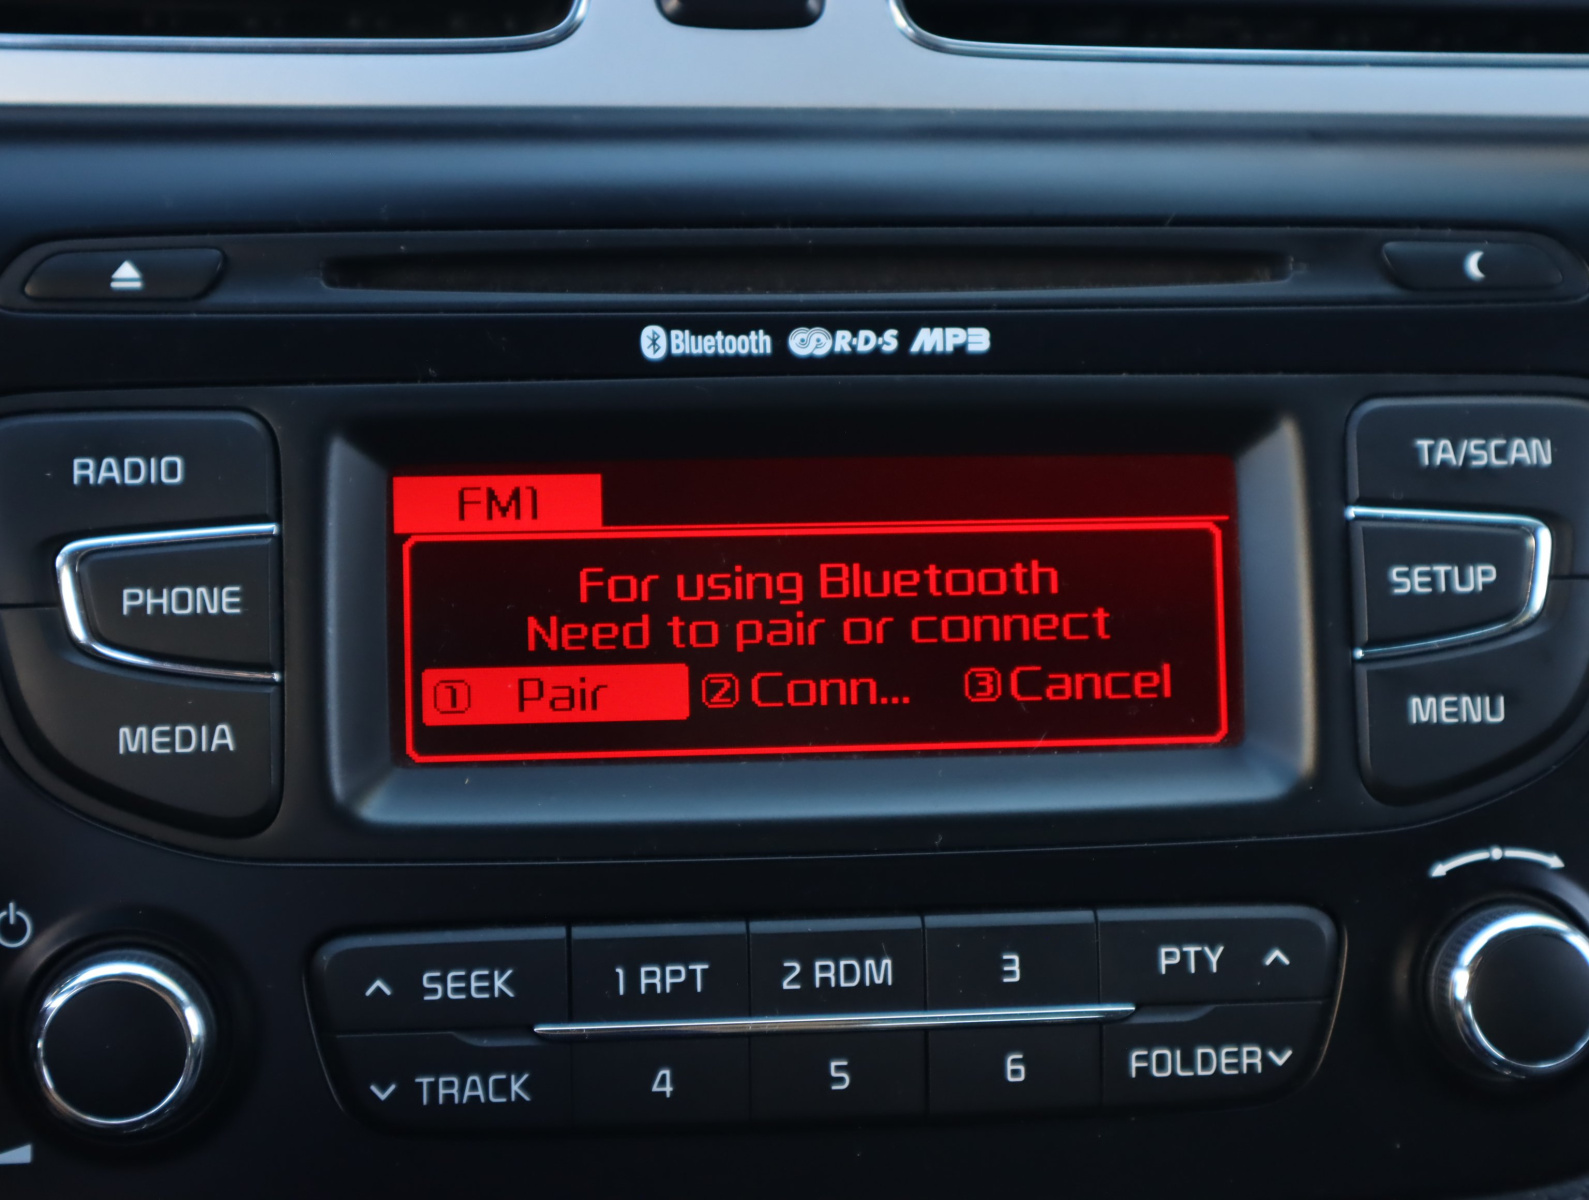 Bluetooth R·D·S MP3
RADIO
PHONE
MEDIA
FM1
For using Bluetooth
Need to pair or connect
① Pair ② Conn... ③ Cancel
TA/SCAN
SETUP
MENU
SEEK 1 RPT 2 RDM 3 PTY
TRACK 4 5 6 FOLDER